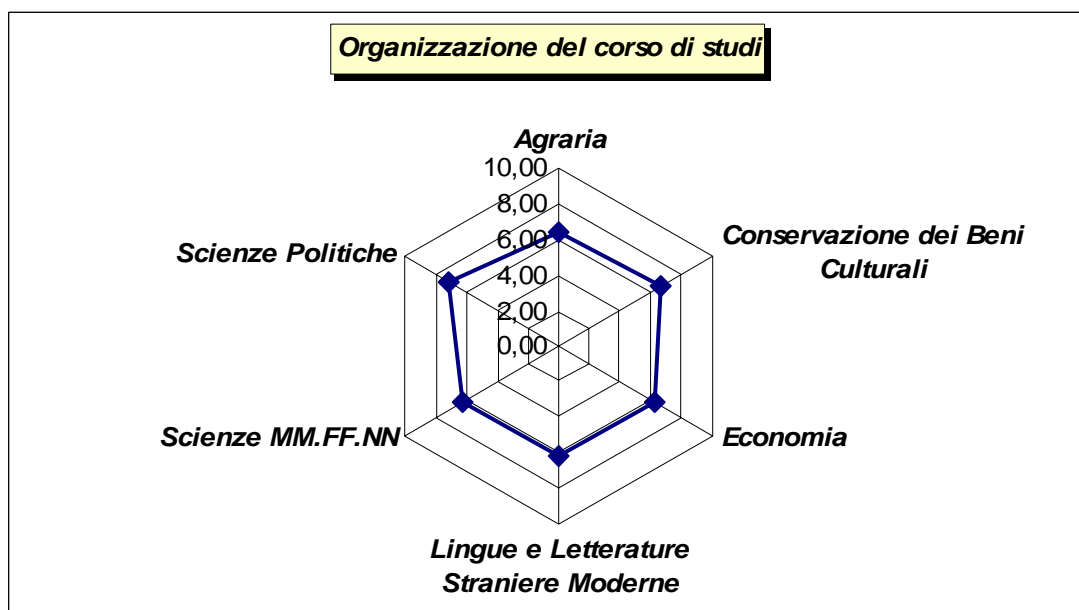 Organizzazione del corso di studi
Agraria
10,00
8,00
6,00
4,00
2,00
0,00
Conservazione dei Beni
Culturali
Economia
Lingue e Letterature
Straniere Moderne
Scienze MM.FF.NN
Scienze Politiche